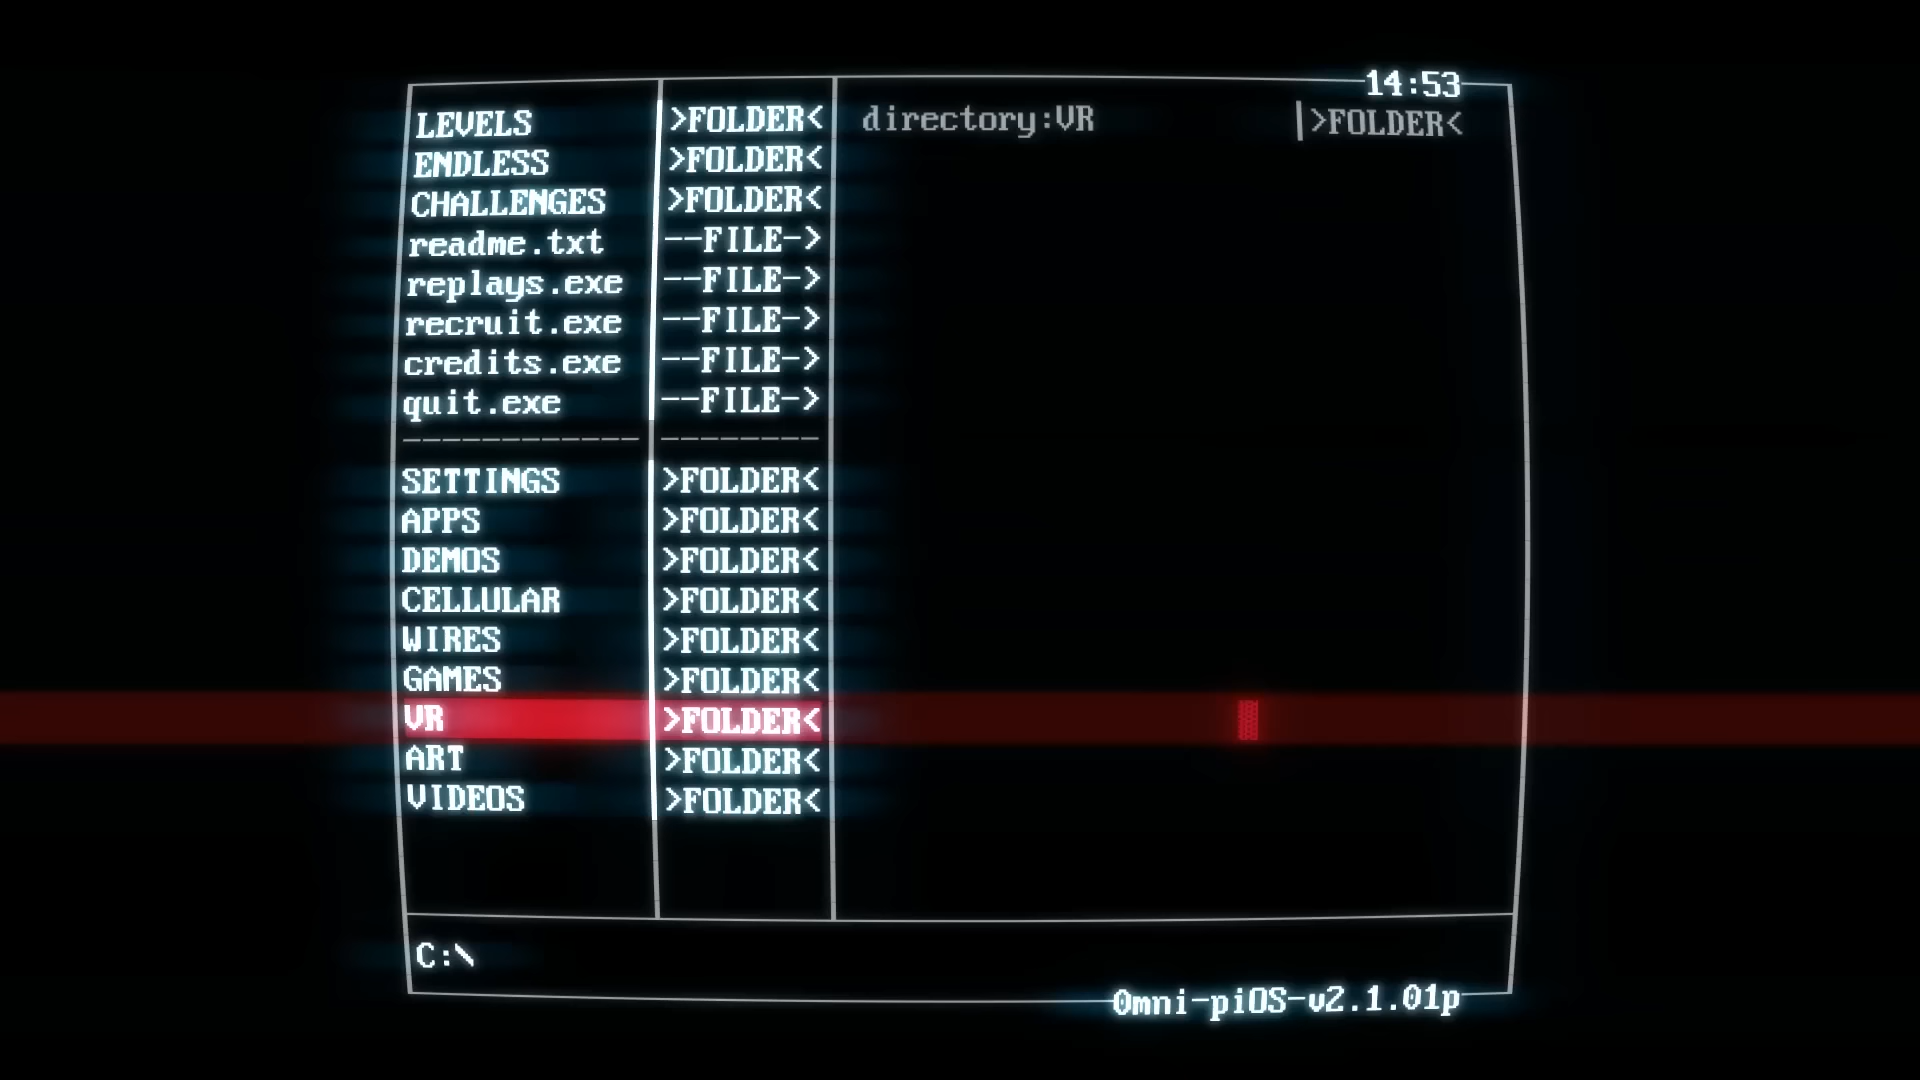 14:53
LEVELS >FOLDER< directory:VR |>FOLDER<
ENDLESS >FOLDER<
CHALLENGES >FOLDER<
readme.txt --FILE->
replays.exe --FILE->
recruit.exe --FILE->
credits.exe --FILE->
quit.exe --FILE->
------------ --------
SETTINGS >FOLDER<
APPS >FOLDER<
DEMOS >FOLDER<
CELLULAR >FOLDER<
WIRES >FOLDER<
GAMES >FOLDER<
VR >FOLDER<
ART >FOLDER<
VIDEOS >FOLDER<
C:\
0mni-piOS-v2.1.01p